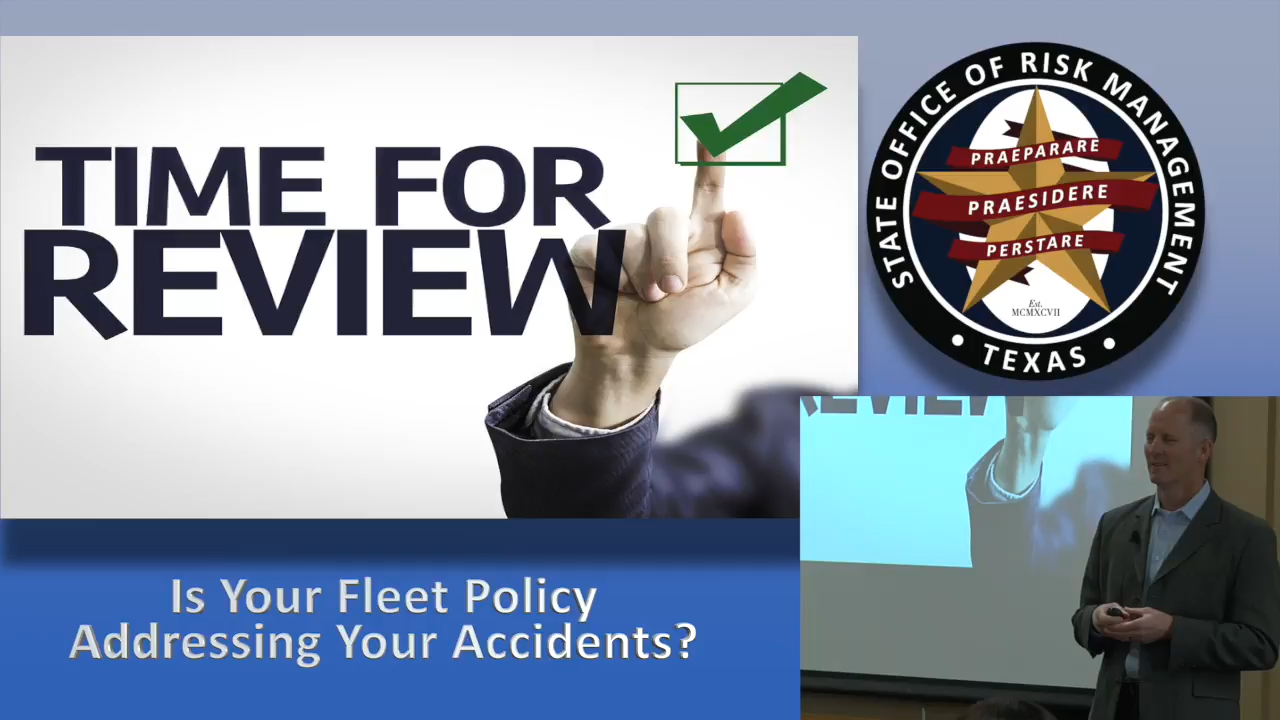 TIME FOR
REVIEW
STATE OFFICE OF RISK MANAGEMENT
PRAEPARARE
PRAESIDERE
PERSTARE
Est.
MCMXCVII
• TEXAS •
REVIEW
Is Your Fleet Policy
Addressing Your Accidents?